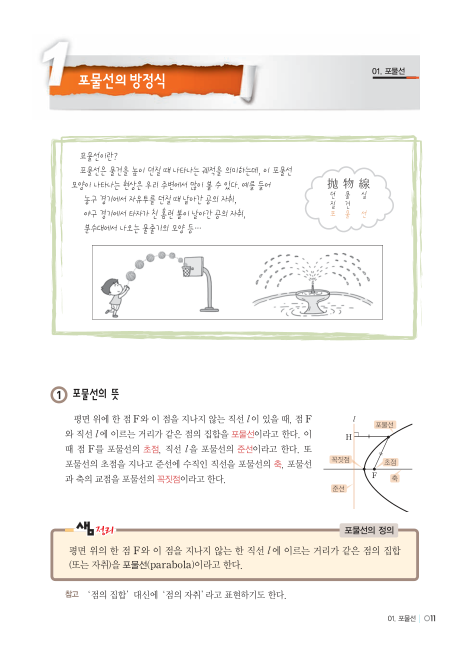 01. 포물선
1 포물선의 방정식
포물선이란?
포물선은 물건을 높이 던질 때 나타나는 궤적을 의미하는데, 이 포물선
모양이 나타나는 현상은 우리 주변에서 많이 볼 수 있다. 예를 들어
농구 경기에서 자유투를 던질 때 날아간 공의 자취,
야구 경기에서 타자가 친 홈런 볼이 날아간 공의 자취,
분수대에서 나오는 물줄기의 모양 등…
抛 物 線
던 물 실
질 건
포 물 선
1 포물선의 뜻
평면 위에 한 점 F와 이 점을 지나지 않는 직선 l이 있을 때, 점 F
와 직선 l에 이르는 거리가 같은 점의 집합을 포물선이라고 한다. 이
때 점 F를 포물선의 초점, 직선 l을 포물선의 준선이라고 한다. 또
포물선의 초점을 지나고 준선에 수직인 직선을 포물선의 축, 포물선
과 축의 교점을 포물선의 꼭짓점이라고 한다.
l
포물선
H
꼭짓점
초점
F
축
준선
샘 정리
포물선의 정의
평면 위의 한 점 F와 이 점을 지나지 않는 한 직선 l에 이르는 거리가 같은 점의 집합
(또는 자취)을 포물선(parabola)이라고 한다.
참고 ‘점의 집합’ 대신에 ‘점의 자취’라고 표현하기도 한다.
01. 포물선 011